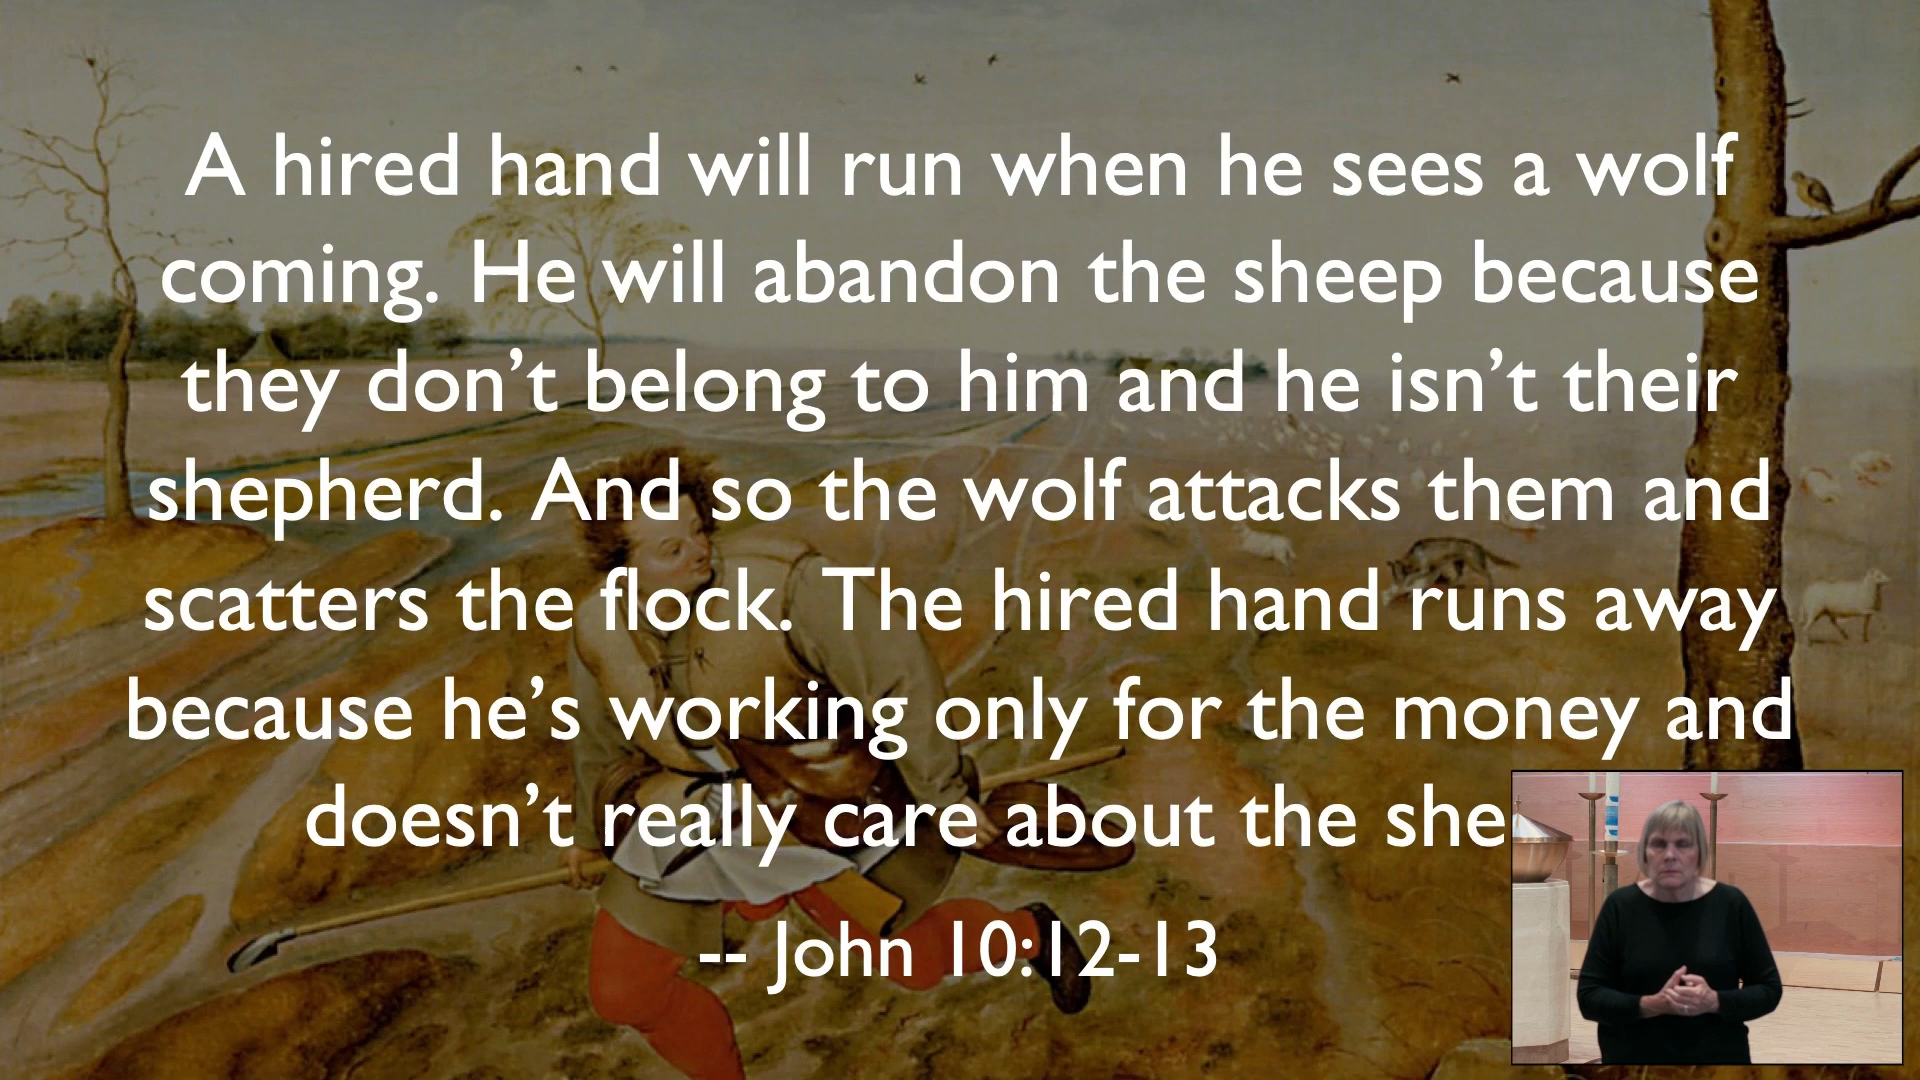 A hired hand will run when he sees a wolf
coming. He will abandon the sheep because
they don’t belong to him and he isn’t their
shepherd. And so the wolf attacks them and
scatters the flock. The hired hand runs away
because he’s working only for the money and
doesn’t really care about the
-- John 10:12-13